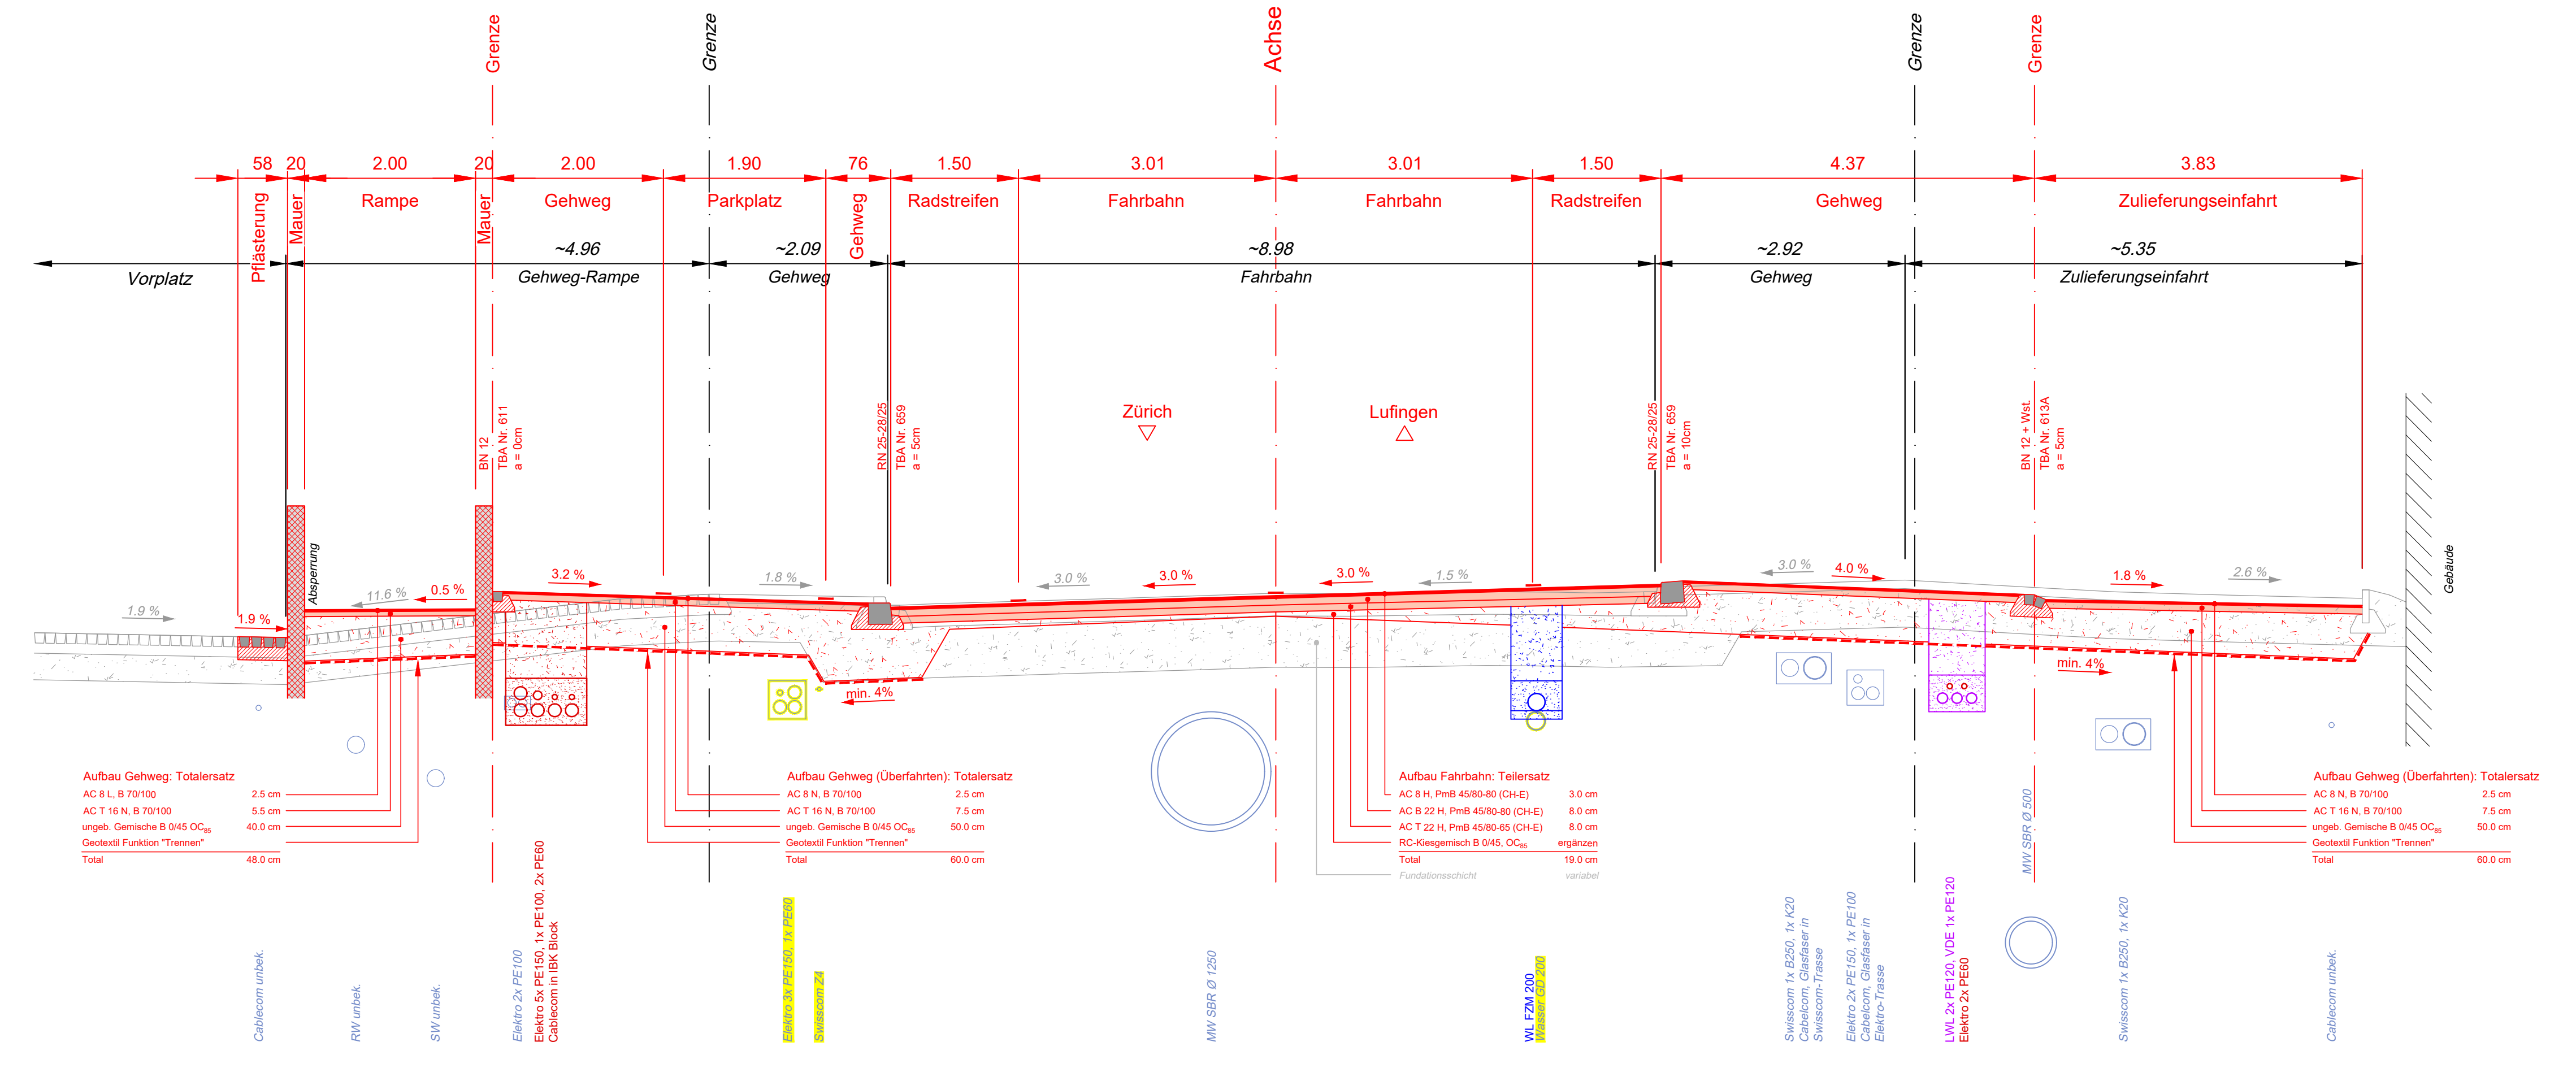 Grenze
Grenze
Achse
Grenze
Grenze
58
20
2.00
20
2.00
1.90
76
1.50
3.01
3.01
1.50
4.37
3.83
Pflästerung
Mauer
Rampe
Mauer
Gehweg
Parkplatz
Gehweg
Radstreifen
Fahrbahn
Fahrbahn
Radstreifen
Gehweg
Zulieferungseinfahrt
~4.96
~2.09
~8.98
~2.92
~5.35
Vorplatz
Gehweg-Rampe
Gehweg
Fahrbahn
Gehweg
Zulieferungseinfahrt
BN 12
TBA Nr. 611
a = 0cm
RN 25-28/25
TBA Nr. 659
a = 5cm
Zürich
Lufingen
RN 25-28/25
TBA Nr. 659
a = 10cm
BN 12 + Wst.
TBA Nr. 613A
a = 5cm
Absperrung
Gebäude
1.9 %
1.9 %
11.6 %
0.5 %
3.2 %
1.8 %
3.0 %
3.0 %
3.0 %
1.5 %
3.0 %
4.0 %
1.8 %
2.6 %
min. 4%
min. 4%
Aufbau Gehweg: Totalersatz
AC 8 L, B 70/100 2.5 cm
AC T 16 N, B 70/100 5.5 cm
ungeb. Gemische B 0/45 OC85 40.0 cm
Geotextil Funktion "Trennen"
Total 48.0 cm
Aufbau Gehweg (Überfahrten): Totalersatz
AC 8 N, B 70/100 2.5 cm
AC T 16 N, B 70/100 7.5 cm
ungeb. Gemische B 0/45 OC85 50.0 cm
Geotextil Funktion "Trennen"
Total 60.0 cm
Aufbau Fahrbahn: Teilersatz
AC 8 H, PmB 45/80-80 (CH-E) 3.0 cm
AC B 22 H, PmB 45/80-80 (CH-E) 8.0 cm
AC T 22 H, PmB 45/80-65 (CH-E) 8.0 cm
RC-Kiesgemisch B 0/45, OC85 ergänzen
Total 19.0 cm
Fundationsschicht variabel
Aufbau Gehweg (Überfahrten): Totalersatz
AC 8 N, B 70/100 2.5 cm
AC T 16 N, B 70/100 7.5 cm
ungeb. Gemische B 0/45 OC85 50.0 cm
Geotextil Funktion "Trennen"
Total 60.0 cm
Cablecom unbek.
RW unbek.
SW unbek.
Elektro 2x PE100
Elektro 5x PE150, 1x PE100, 2x PE60
Cablecom in IBK Block
Elektro 3x PE150, 1x PE60
Swisscom Z4
MW SBR Ø 1250
WL FZM 200
Wasser GD 200
Swisscom 1x B250, 1x K20
Cabelcom, Glasfaser in
Swisscom-Trasse
Elektro 2x PE150, 1x PE100
Cabelcom, Glasfaser in
Elektro-Trasse
LWL 2x PE120, VDE 1x PE120
Elektro 2x PE60
MW SBR Ø 500
Swisscom 1x B250, 1x K20
Cablecom unbek.